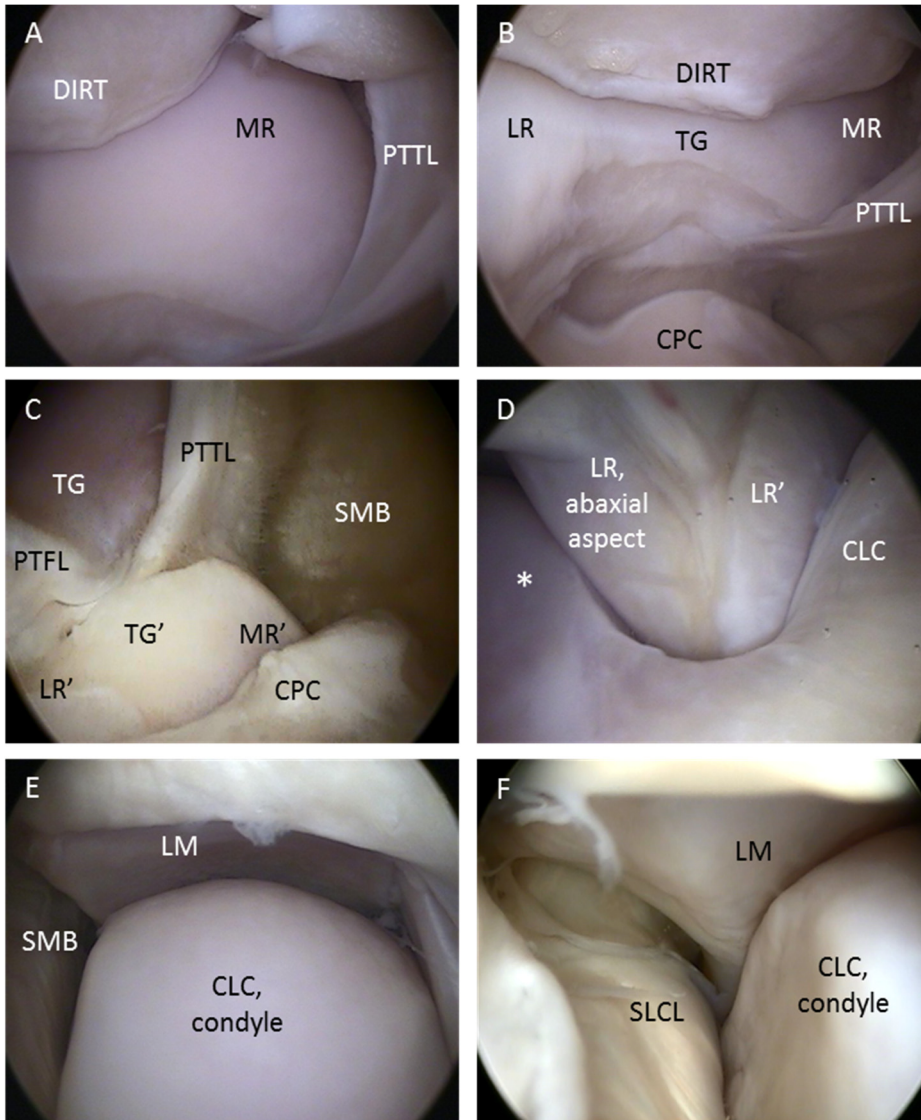 A
DIRT
MR
PTTL
B
DIRT
LR
TG
MR
PTTL
CPC
C
PTTL
TG
SMB
PTFL
TG’
MR’
LR’
CPC
D
LR,
abaxial
aspect
LR’
CLC
*
E
LM
SMB
CLC,
condyle
F
LM
CLC,
condyle
SLCL